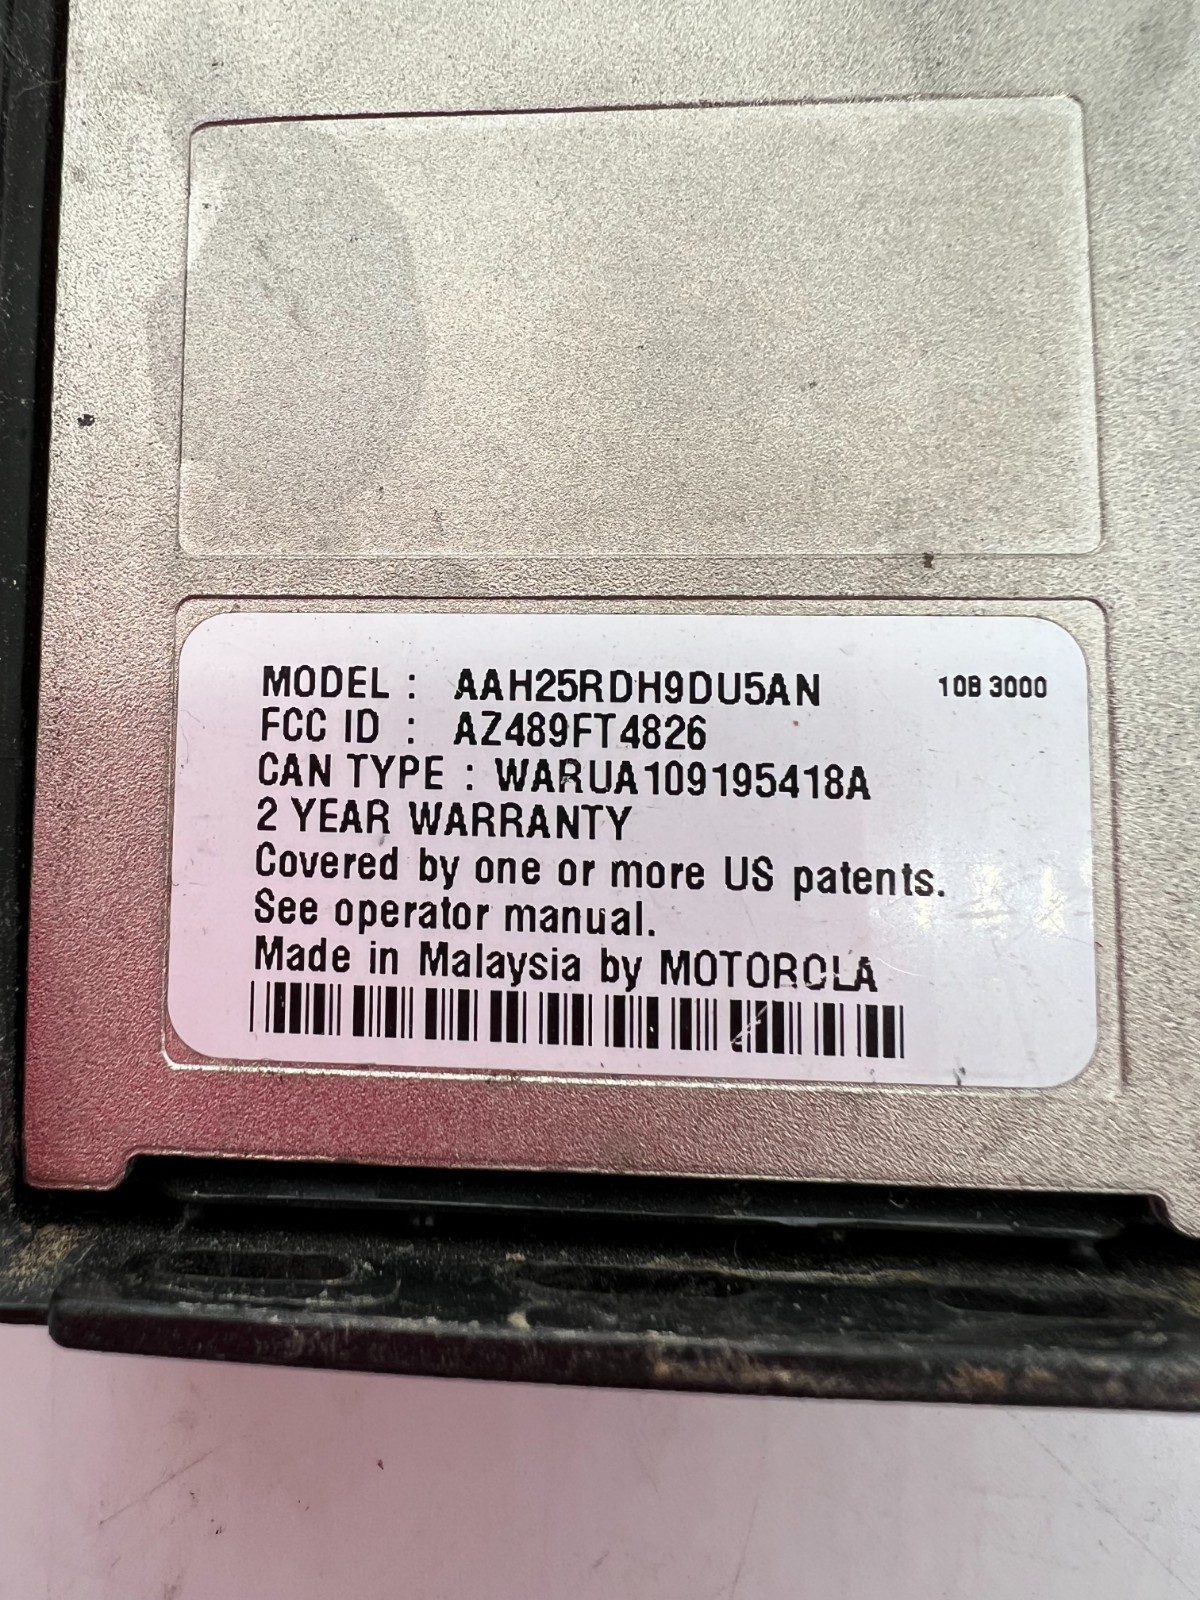 MODEL : AAH25RDH9DU5AN 10B 3000
FCC ID : AZ489FT4826
CAN TYPE : WARUA109195418A
2 YEAR WARRANTY
Covered by one or more US patents.
See operator manual.
Made in Malaysia by MOTOROLA